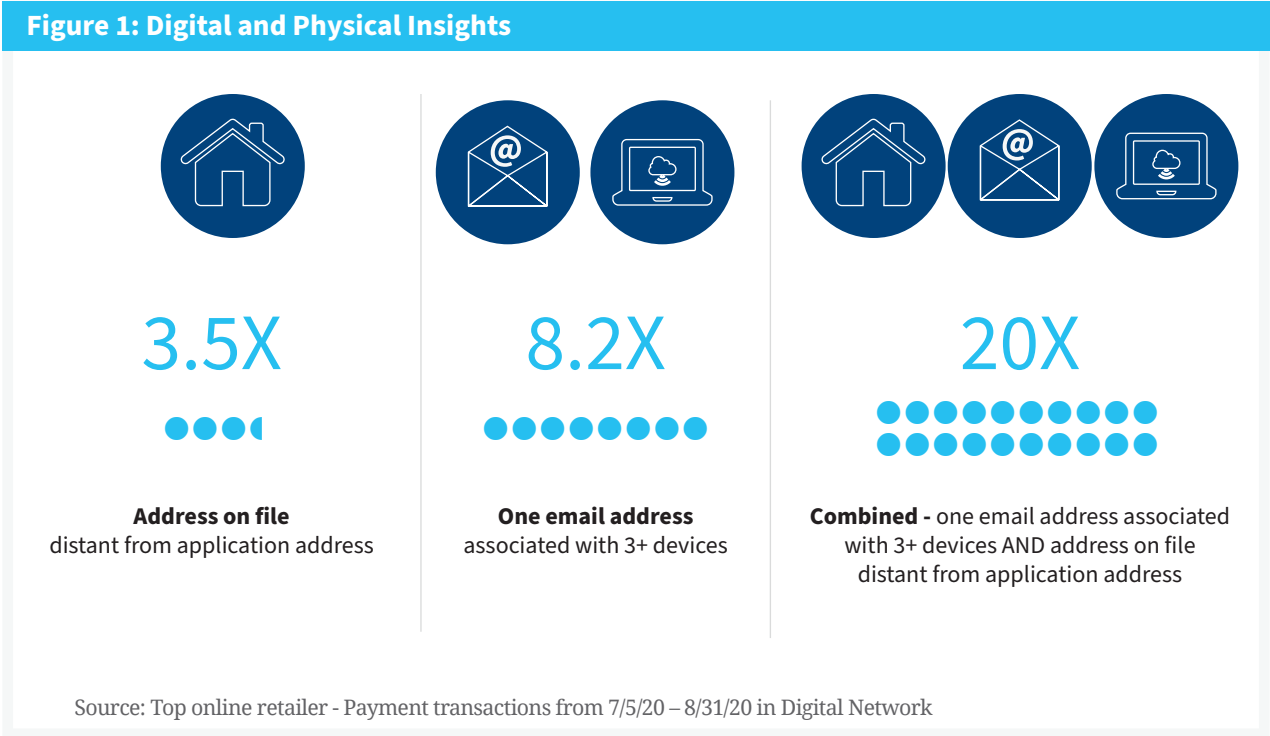 Figure 1: Digital and Physical Insights
@
@
3.5X
8.2X
20X
Address on file
distant from application address
One email address
associated with 3+ devices
Combined - one email address associated
with 3+ devices AND address on file
distant from application address
Source: Top online retailer - Payment transactions from 7/5/20 – 8/31/20 in Digital Network